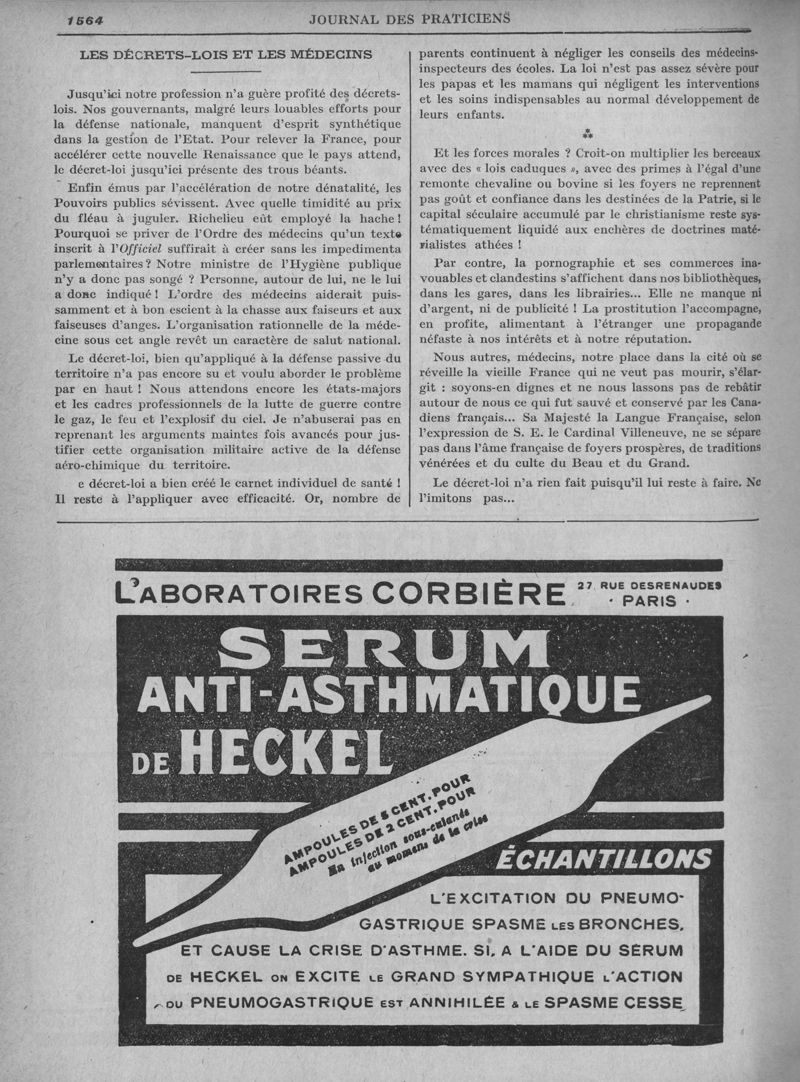 1564
JOURNAL DES PRATICIENS
LES DÉCRETS-LOIS ET LES MÉDECINS
Jusqu'ici notre profession n'a guère profité des décrets-
lois. Nos gouvernants, malgré leurs louables efforts pour
la défense nationale, manquent d'esprit synthétique
dans la gestion de l'Etat. Pour relever la France, pour
accélérer cette nouvelle Renaissance que le pays attend,
le décret-loi jusqu'ici présente des trous béants.
Enfin émus par l'accélération de notre dénatalité, les
Pouvoirs publics sévissent. Avec quelle timidité au prix
du fléau à juguler. Richelieu eût employé la hache !
Pourquoi se priver de l'Ordre des médecins qu'un texte
inscrit à l'Officiel suffirait à créer sans les impedimenta
parlementaires ? Notre ministre de l'Hygiène publique
n'y a donc pas songé ? Personne, autour de lui, ne le lui
a donc indiqué ! L'ordre des médecins aiderait puis-
samment et à bon escient à la chasse aux faiseurs et aux
faiseuses d'anges. L'organisation rationnelle de la méde-
cine sous cet angle revêt un caractère de salut national.
Le décret-loi, bien qu'appliqué à la défense passive du
territoire n'a pas encore su et voulu aborder le problème
par en haut ! Nous attendons encore les états-majors
et les cadres professionnels de la lutte de guerre contre
le gaz, le feu et l'explosif du ciel. Je n'abuserai pas en
reprenant les arguments maintes fois avancés pour jus-
tifier cette organisation militaire active de la défense
aéro-chimique du territoire.
e décret-loi a bien créé le carnet individuel de santé !
Il reste à l'appliquer avec efficacité. Or, nombre de
parents continuent à négliger les conseils des médecins-
inspecteurs des écoles. La loi n'est pas assez sévère pour
les papas et les mamans qui négligent les interventions
et les soins indispensables au normal développement de
leurs enfants.
⁂
Et les forces morales ? Croit-on multiplier les berceaux
avec des « lois caduques », avec des primes à l'égal d'une
remonte chevaline ou bovine si les foyers ne reprennent
pas goût et confiance dans les destinées de la Patrie, si le
capital séculaire accumulé par le christianisme reste sys-
tématiquement liquidé aux enchères de doctrines maté-
rialistes athées !
Par contre, la pornographie et ses commerces ina-
vouables et clandestins s'affichent dans nos bibliothèques,
dans les gares, dans les librairies... Elle ne manque ni
d'argent, ni de publicité ! La prostitution l'accompagne,
en profite, alimentant à l'étranger une propagande
néfaste à nos intérêts et à notre réputation.
Nous autres, médecins, notre place dans la cité où se
réveille la vieille France qui ne veut pas mourir, s'élar-
git : soyons-en dignes et ne nous lassons pas de rebâtir
autour de nous ce qui fut sauvé et conservé par les Cana-
diens français... Sa Majesté la Langue Française, selon
l'expression de S. E. le Cardinal Villeneuve, ne se sépare
pas dans l'âme française de foyers prospères, de traditions
vénérées et du culte du Beau et du Grand.
Le décret-loi n'a rien fait puisqu'il lui reste à faire. Ne
l'imitons pas...
L'ABORATOIRES CORBIÈRE 27 RUE DESRENAUDES
· PARIS ·
SERUM
ANTI-ASTHMATIQUE
DE HECKEL
AMPOULES DE 5 CENT. POUR
AMPOULES DE 2 CENT. POUR
En injection sous-cutanée
au moment de la crise
ÉCHANTILLONS
L'EXCITATION DU PNEUMO-
GASTRIQUE SPASME LES BRONCHES,
ET CAUSE LA CRISE D'ASTHME. SI, A L'AIDE DU SÉRUM
DE HECKEL ON EXCITE LE GRAND SYMPATHIQUE L'ACTION
DU PNEUMOGASTRIQUE EST ANNIHILÉE & LE SPASME CESSE